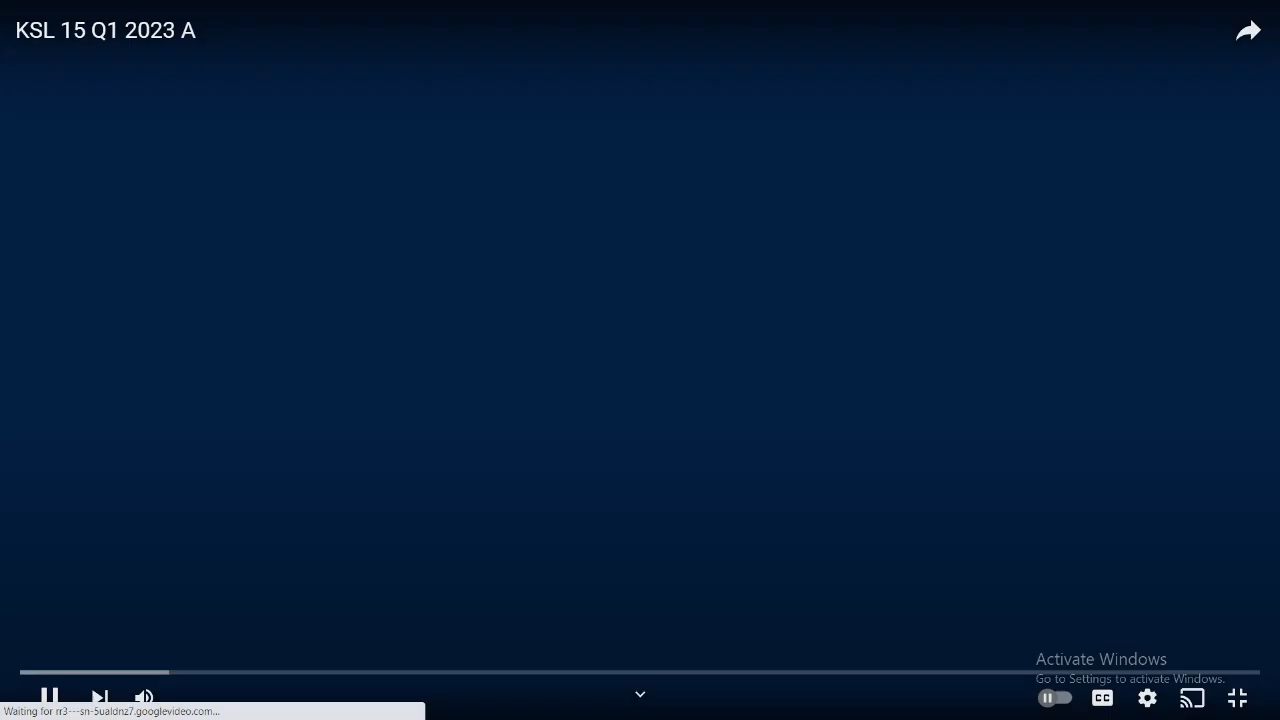 KSL 15 Q1 2023 A
Activate Windows
Go to Settings to activate Windows.
CC
Waiting for rr3---sn-5ualdnz7.googlevideo.com...